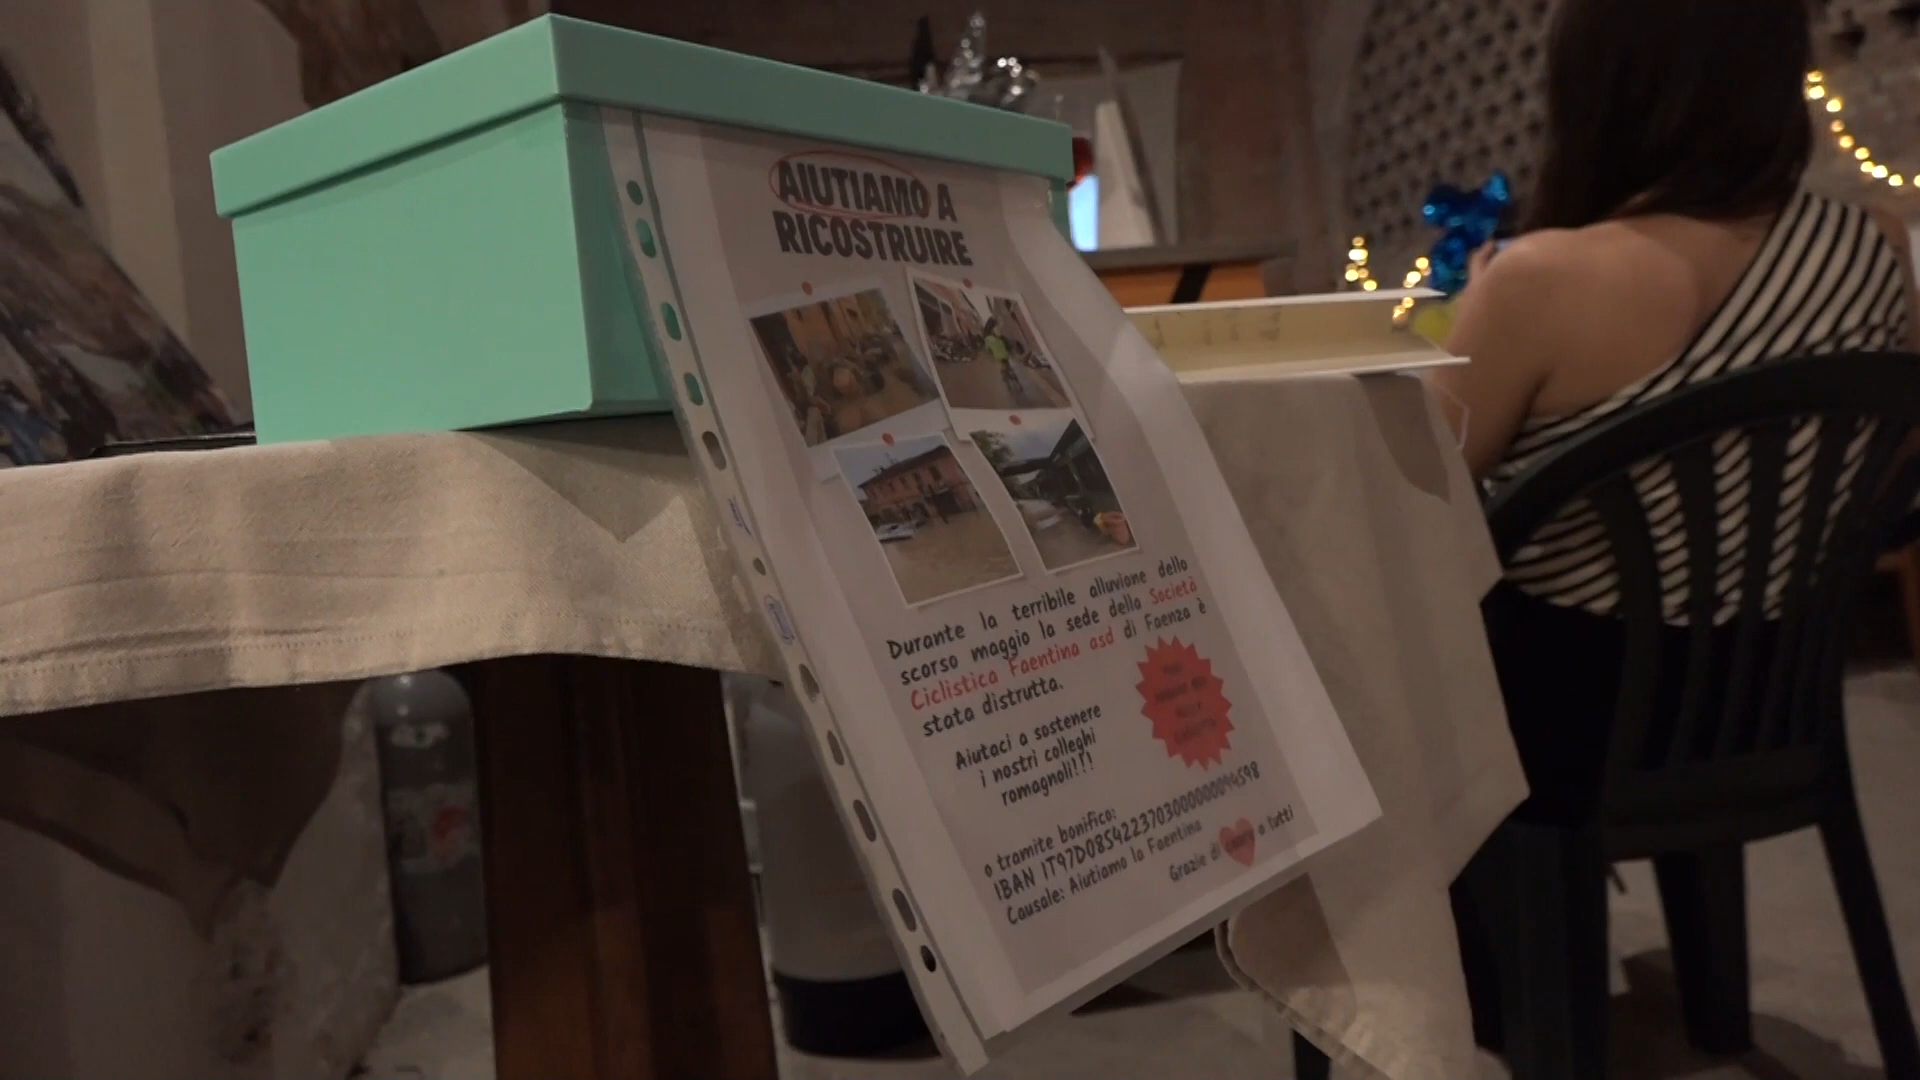 AIUTIAMO A
RICOSTRUIRE
Durante la terribile alluvione dello
scorso maggio la sede della Società
Ciclistica Faentina asd di Faenza è
stata distrutta.
Aiutaci a sostenere
i nostri colleghi
romagnoli!!!
o tramite bonifico:
IBAN IT97D0854223703000000094598
Causale: Aiutiamo la Faentina
Grazie di cuore a tutti